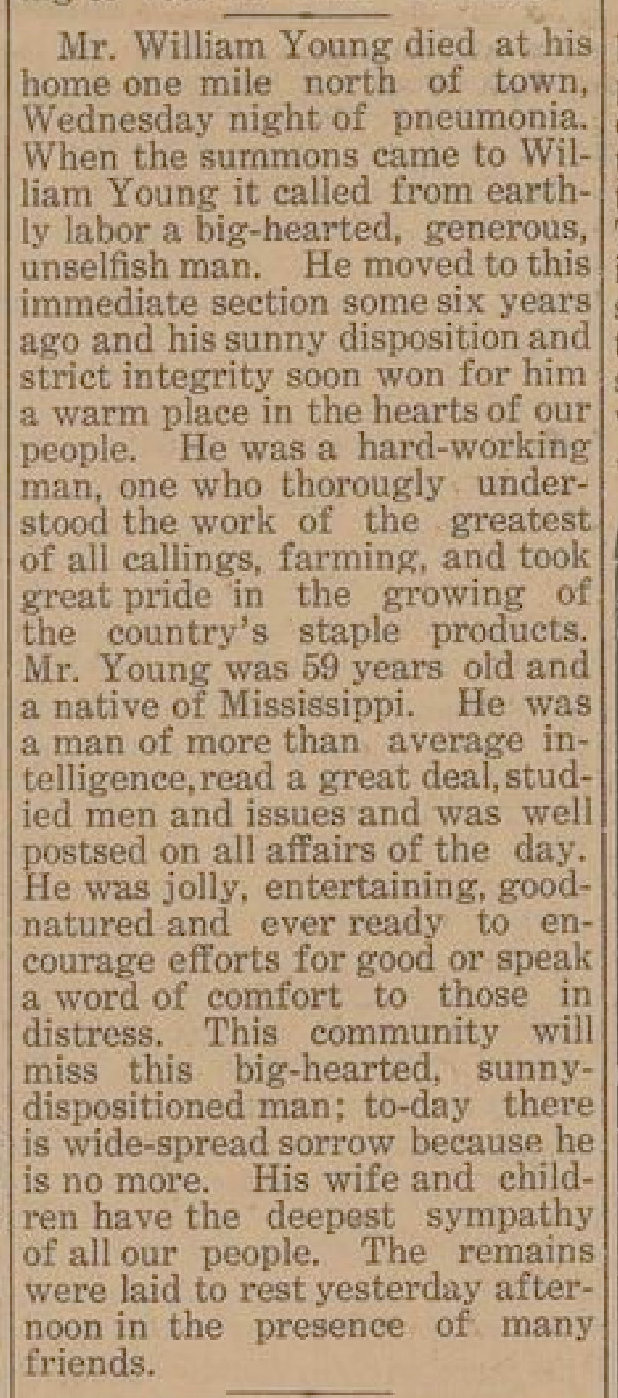 Mr. William Young died at his
home one mile north of town,
Wednesday night of pneumonia.
When the summons came to Wil-
liam Young it called from earth-
ly labor a big-hearted, generous,
unselfish man. He moved to this
immediate section some six years
ago and his sunny disposition and
strict integrity soon won for him
a warm place in the hearts of our
people. He was a hard-working
man, one who thorougly under-
stood the work of the greatest
of all callings, farming, and took
great pride in the growing of
the country's staple products.
Mr. Young was 59 years old and
a native of Mississippi. He was
a man of more than average in-
telligence, read a great deal, stud-
ied men and issues and was well
postsed on all affairs of the day.
He was jolly, entertaining, good-
natured and ever ready to en-
courage efforts for good or speak
a word of comfort to those in
distress. This community will
miss this big-hearted, sunny-
dispositioned man; to-day there
is wide-spread sorrow because he
is no more. His wife and child-
ren have the deepest sympathy
of all our people. The remains
were laid to rest yesterday after-
noon in the presence of many
friends.